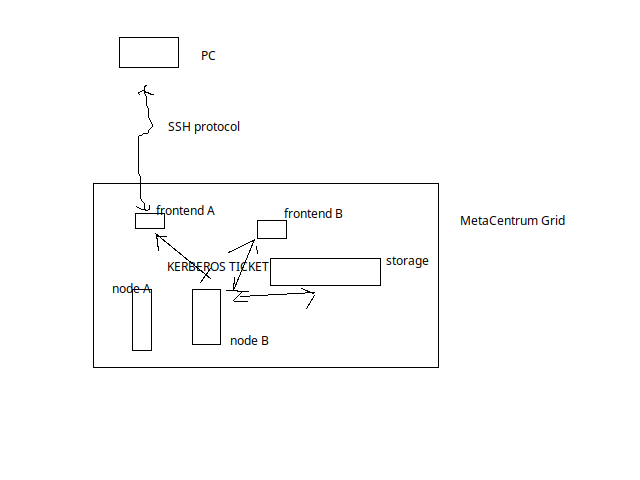 PC
SSH protocol
frontend A
frontend B
MetaCentrum Grid
KERBEROS TICKET
storage
node A
node B